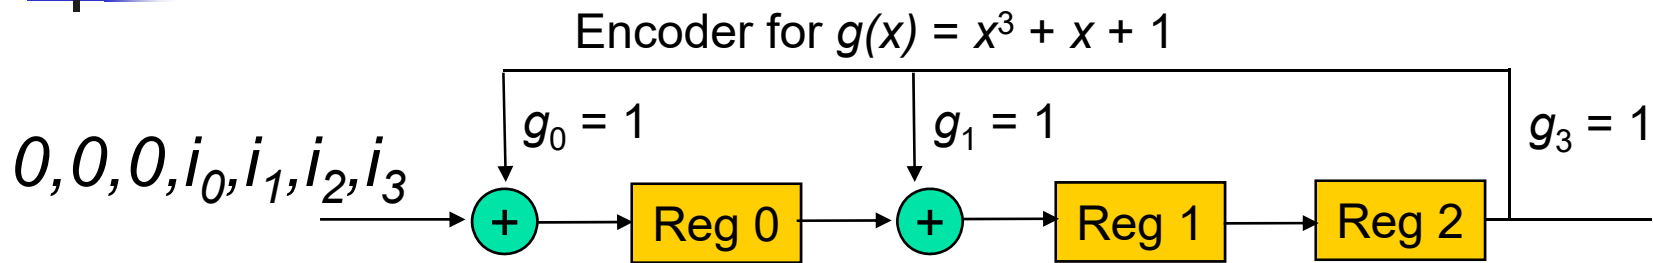 Encoder for g(x) = x³ + x + 1
g₀ = 1
g₁ = 1
g₃ = 1
0,0,0,i₀,i₁,i₂,i₃
+
Reg 0
+
Reg 1
Reg 2